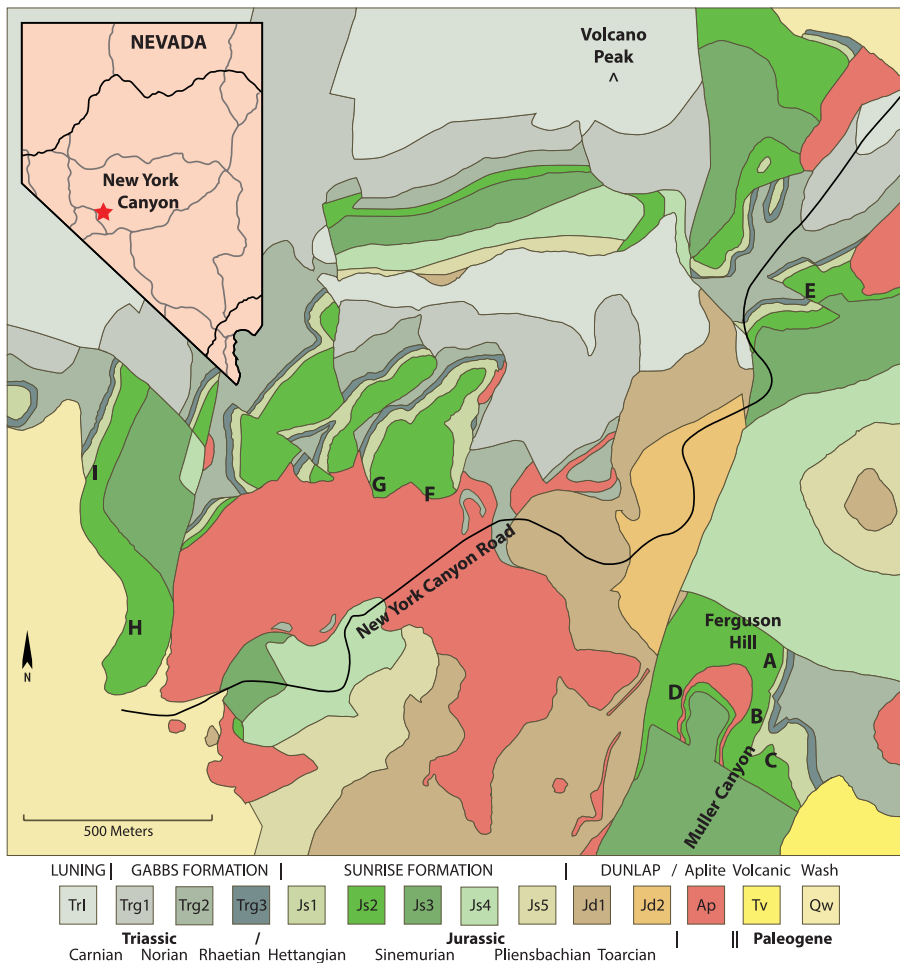 NEVADA
New York
Canyon
Volcano
Peak
^
E
I
G
F
H
New York Canyon Road
Ferguson
Hill
A
D
B
C
Muller Canyon
N
500 Meters
LUNING | GABBS FORMATION | SUNRISE FORMATION | DUNLAP / Aplite Volcanic Wash
Trl Trg1 Trg2 Trg3 Js1 Js2 Js3 Js4 Js5 Jd1 Jd2 Ap Tv Qw
Triassic / Jurassic | || Paleogene
Carnian Norian Rhaetian Hettangian Sinemurian Pliensbachian Toarcian